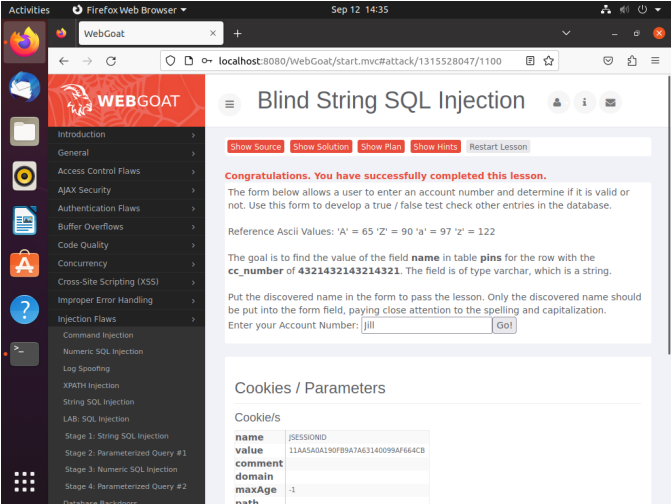 Activities
Firefox Web Browser
Sep 12 14:35
WebGoat
localhost:8080/WebGoat/start.mvc#attack/1315528047/1100
WEBGOAT
Blind String SQL Injection
Introduction
General
Access Control Flaws
AJAX Security
Authentication Flaws
Buffer Overflows
Code Quality
Concurrency
Cross-Site Scripting (XSS)
Improper Error Handling
Injection Flaws
Command Injection
Numeric SQL Injection
Log Spoofing
XPATH Injection
String SQL Injection
LAB: SQL Injection
Stage 1: String SQL Injection
Stage 2: Parameterized Query #1
Stage 3: Numeric SQL Injection
Stage 4: Parameterized Query #2
Database Backdoors
Show Source Show Solution Show Plan Show Hints Restart Lesson
Congratulations. You have successfully completed this lesson.
The form below allows a user to enter an account number and determine if it is valid or
not. Use this form to develop a true / false test check other entries in the database.
Reference Ascii Values: 'A' = 65 'Z' = 90 'a' = 97 'z' = 122
The goal is to find the value of the field name in table pins for the row with the
cc_number of 4321432143214321. The field is of type varchar, which is a string.
Put the discovered name in the form to pass the lesson. Only the discovered name should
be put into the form field, paying close attention to the spelling and capitalization.
Enter your Account Number: Jill Go!
Cookies / Parameters
Cookie/s
name JSESSIONID
value 11AA5A0A190FB9A7A63140099AF664CB
comment
domain
maxAge -1
path